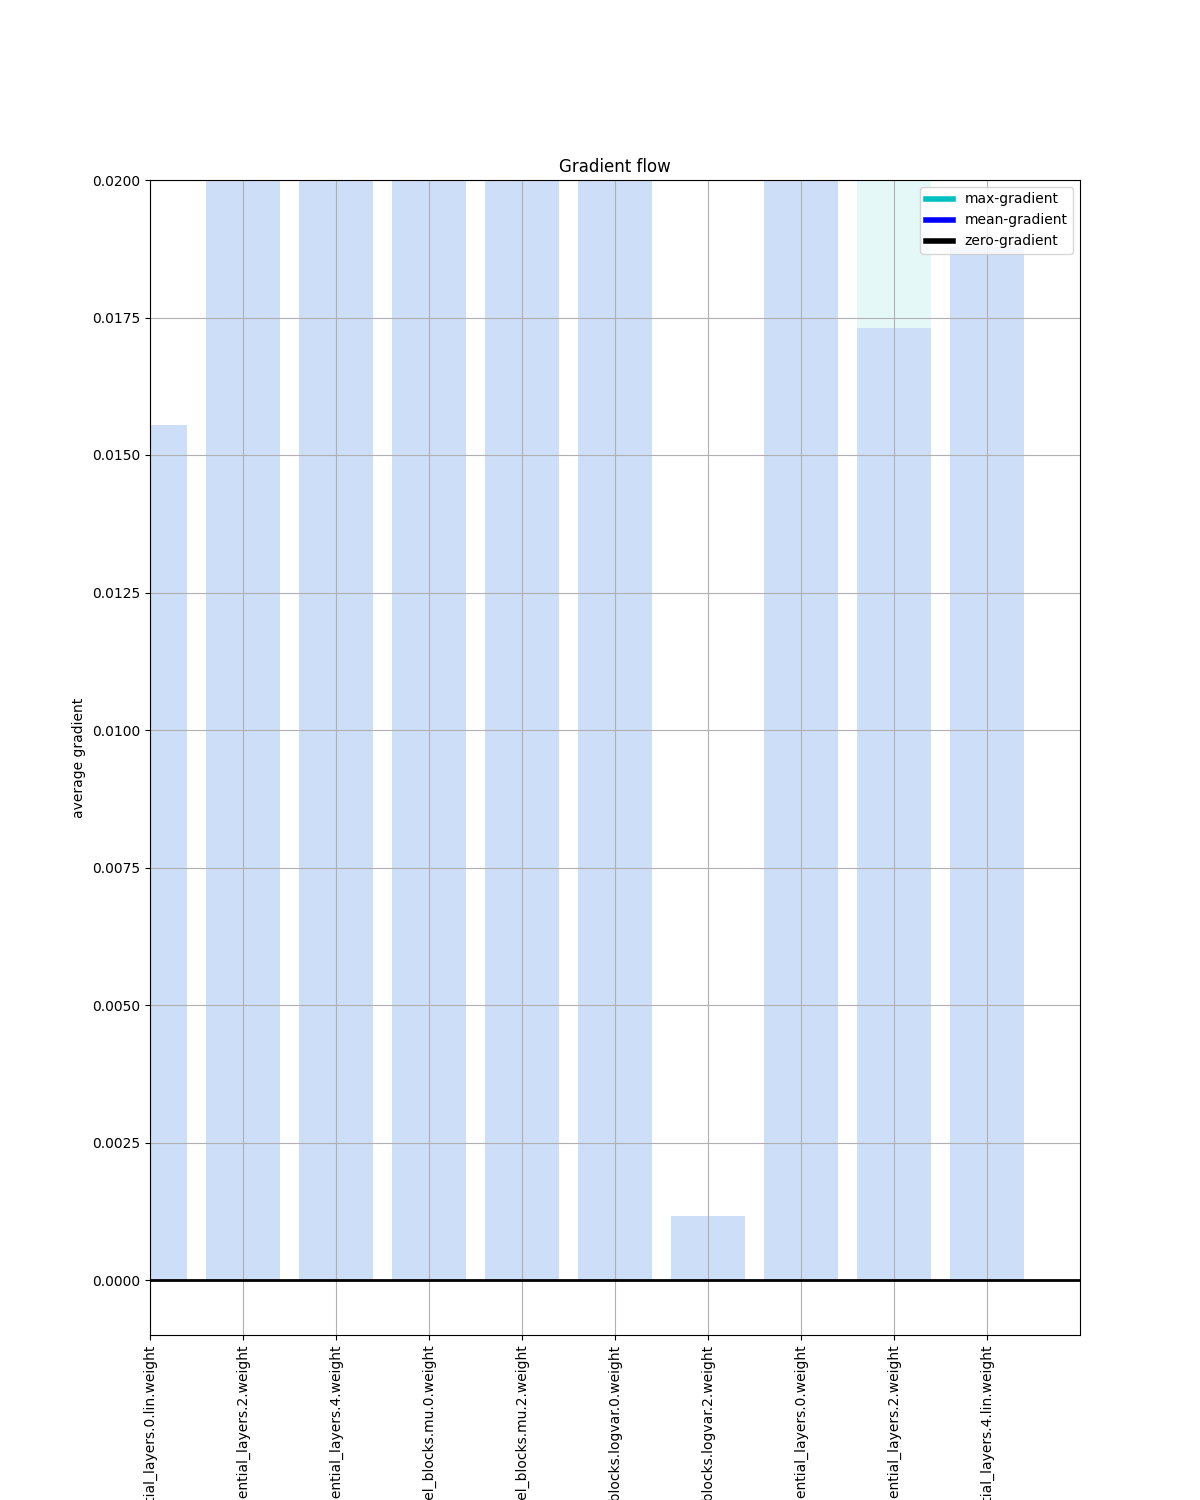 Gradient flow
max-gradient
mean-gradient
zero-gradient
0.0200
0.0175
0.0150
0.0125
0.0100
0.0075
0.0050
0.0025
0.0000
average gradient
tial_layers.0.lin.weight
ential_layers.2.weight
ential_layers.4.weight
el_blocks.mu.0.weight
el_blocks.mu.2.weight
blocks.logvar.0.weight
blocks.logvar.2.weight
ential_layers.0.weight
ential_layers.2.weight
tial_layers.4.lin.weight